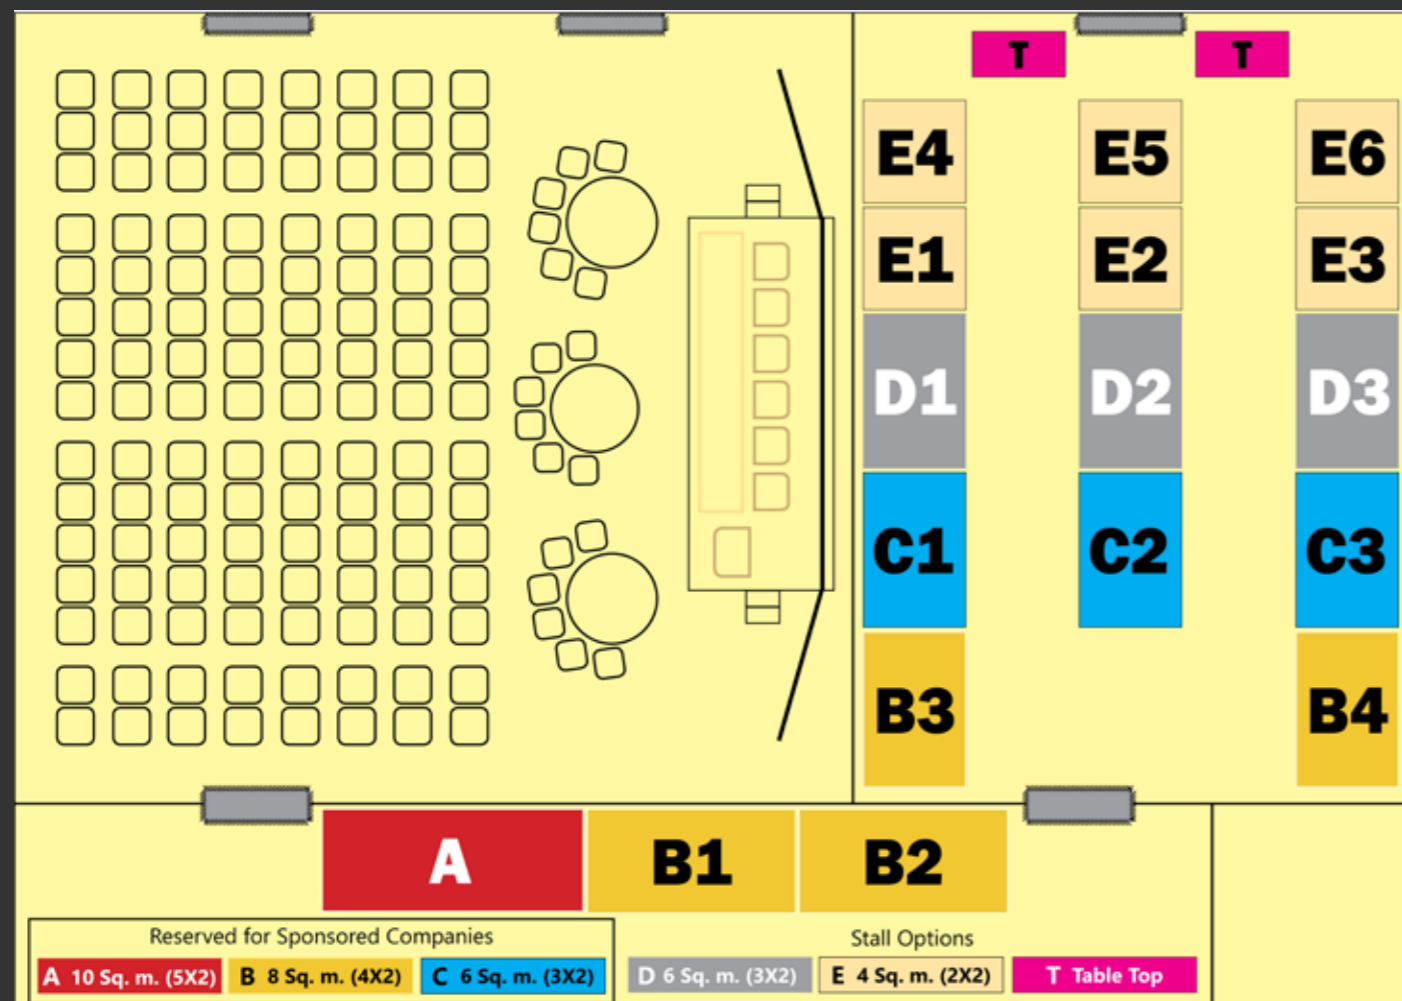 T T
E4 E5 E6
E1 E2 E3
D1 D2 D3
C1 C2 C3
B3 B4
A B1 B2
Reserved for Sponsored Companies
A 10 Sq. m. (5X2) B 8 Sq. m. (4X2) C 6 Sq. m. (3X2)
Stall Options
D 6 Sq. m. (3X2) E 4 Sq. m. (2X2) T Table Top